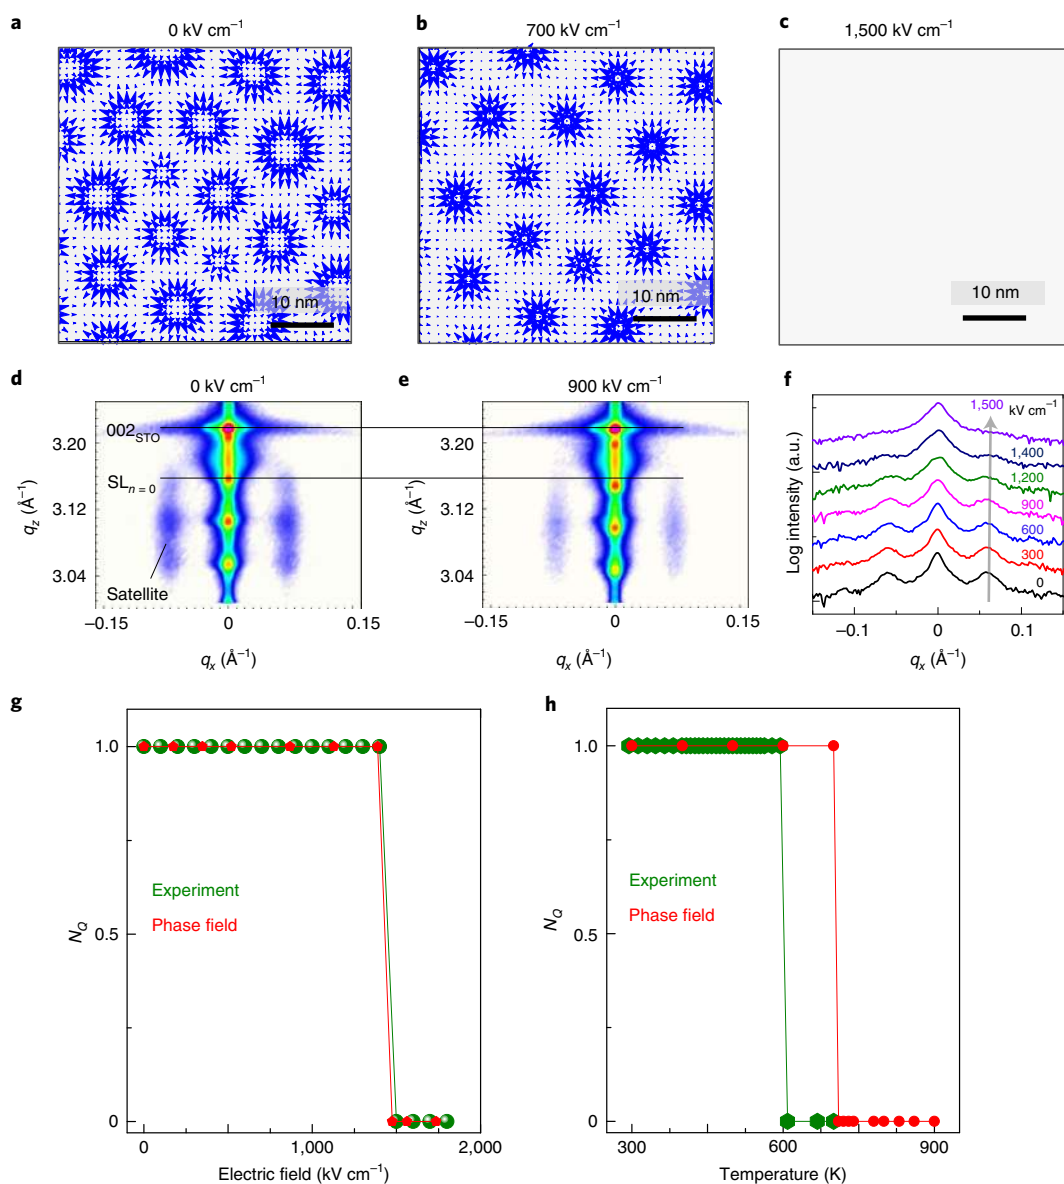 a
0 kV cm⁻¹
b
700 kV cm⁻¹
c
1,500 kV cm⁻¹
10 nm
10 nm
10 nm
d
0 kV cm⁻¹
e
900 kV cm⁻¹
f
002STO
SLn = 0
Satellite
3.20
3.12
3.04
qz (Å⁻¹)
−0.15
0
0.15
qx (Å⁻¹)
3.20
3.12
3.04
qz (Å⁻¹)
−0.15
0
0.15
qx (Å⁻¹)
1,500
kV cm⁻¹
1,400
1,200
900
600
300
0
Log intensity (a.u.)
−0.1
0
0.1
qx (Å⁻¹)
g
1.0
0.5
0
NQ
Experiment
Phase field
0
1,000
2,000
Electric field (kV cm⁻¹)
h
1.0
0.5
0
NQ
Experiment
Phase field
300
600
900
Temperature (K)